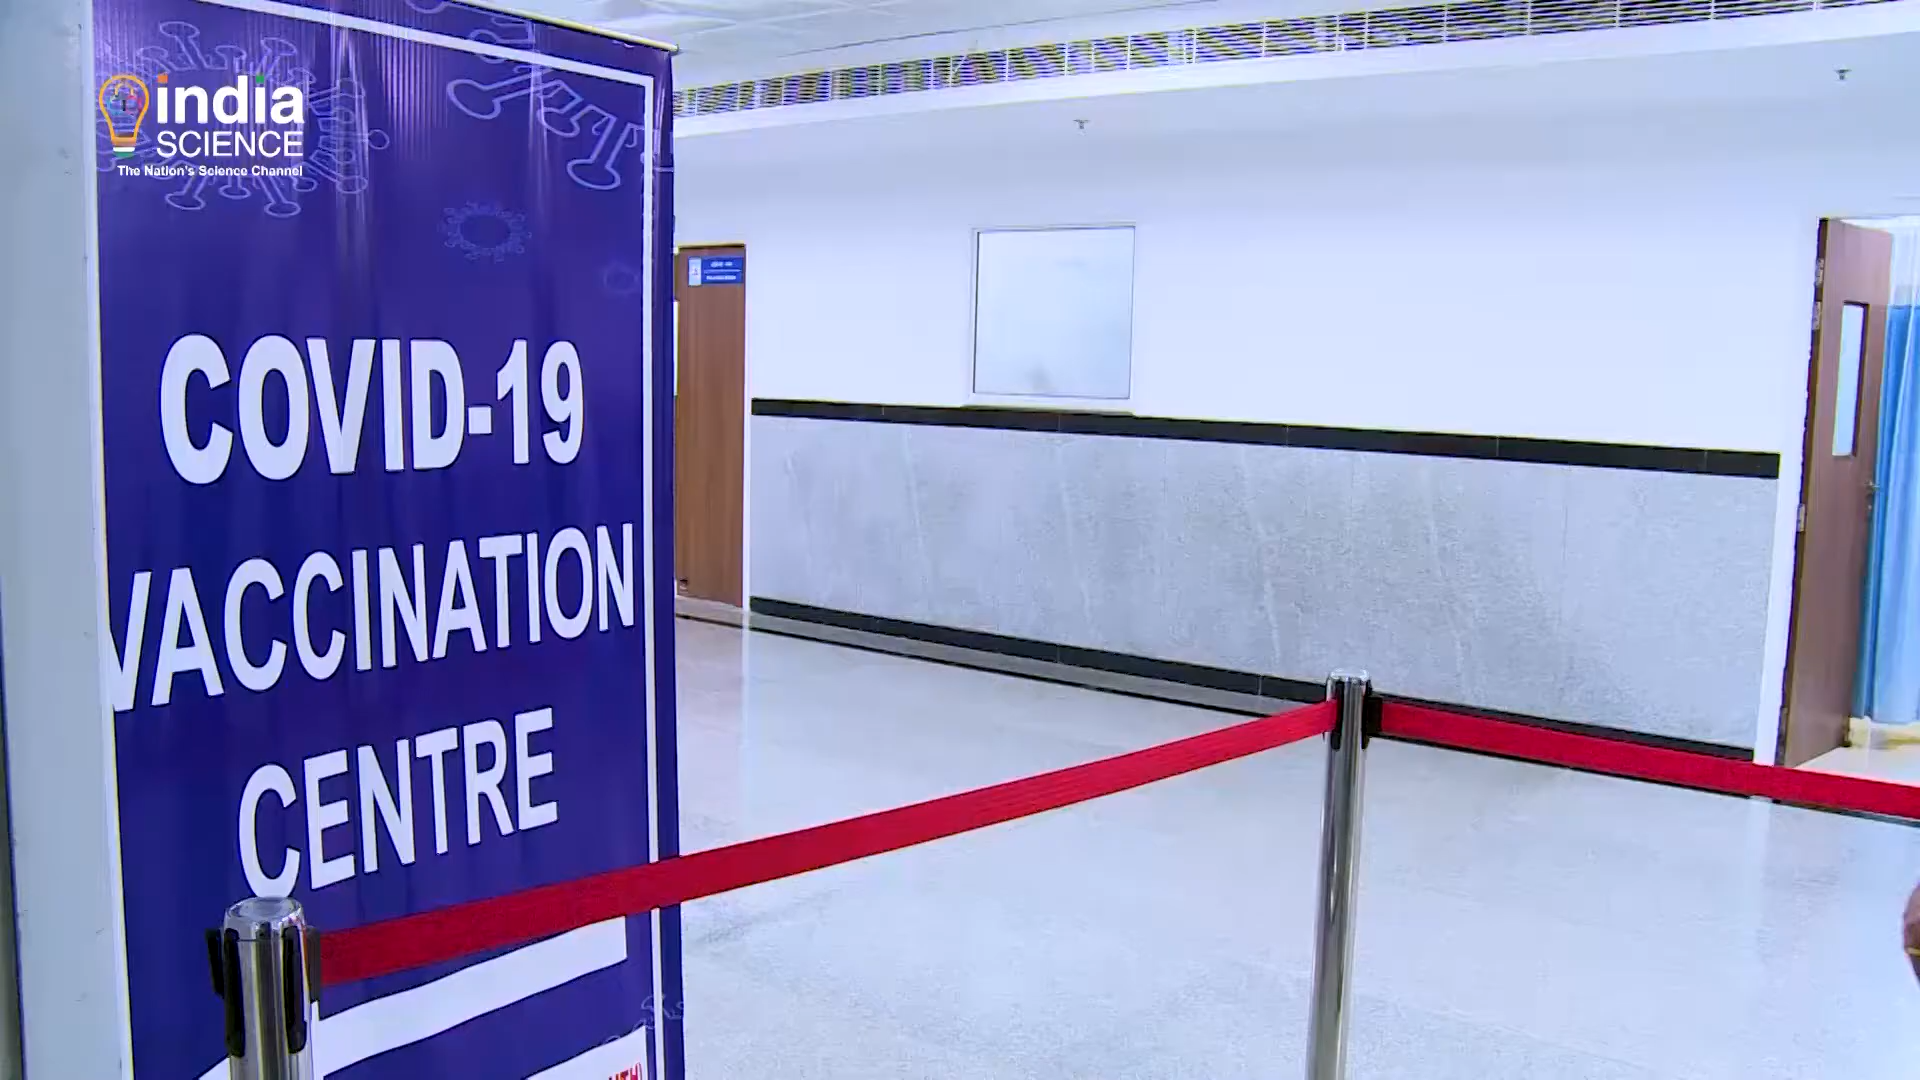 india
SCIENCE
The Nation's Science Channel
COVID-19
VACCINATION
CENTRE